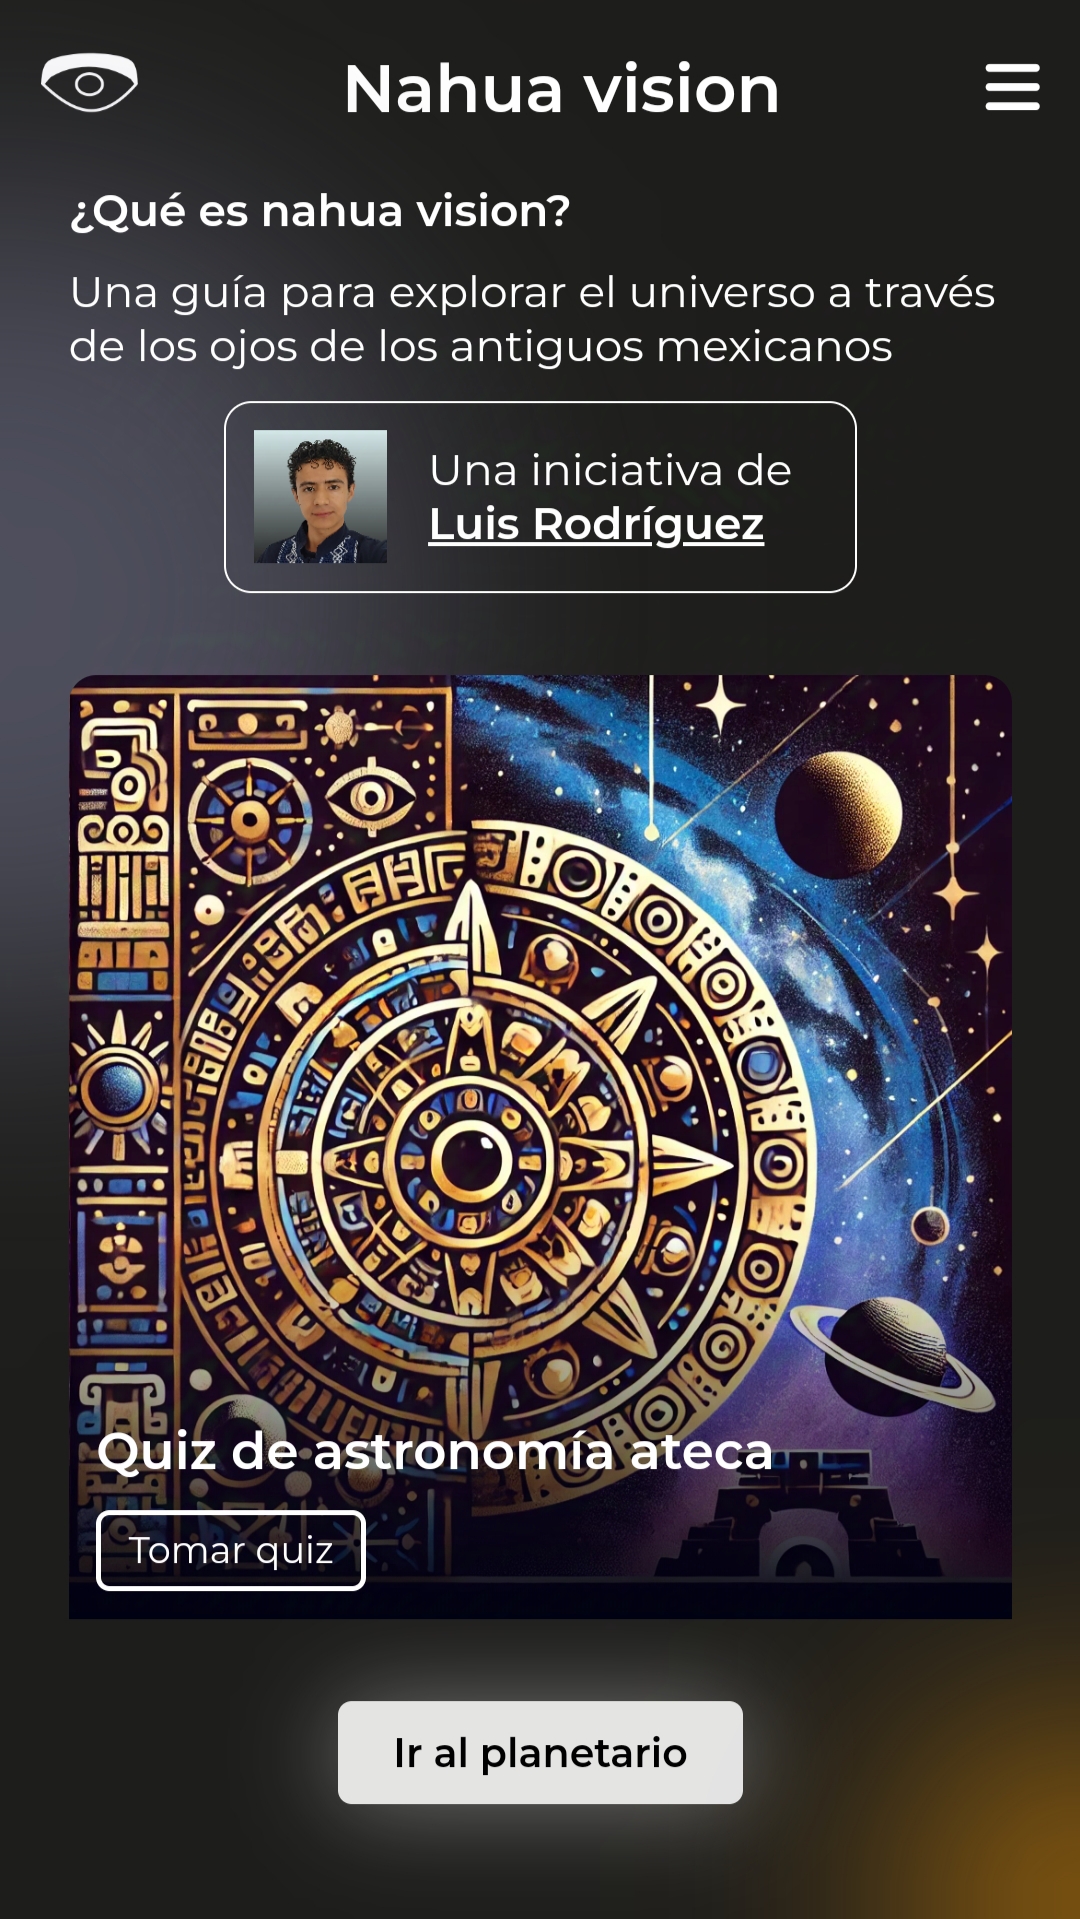 Nahua vision
¿Qué es nahua vision?
Una guía para explorar el universo a través
de los ojos de los antiguos mexicanos
Una iniciativa de
Luis Rodríguez
Quiz de astronomía ateca
Tomar quiz
Ir al planetario